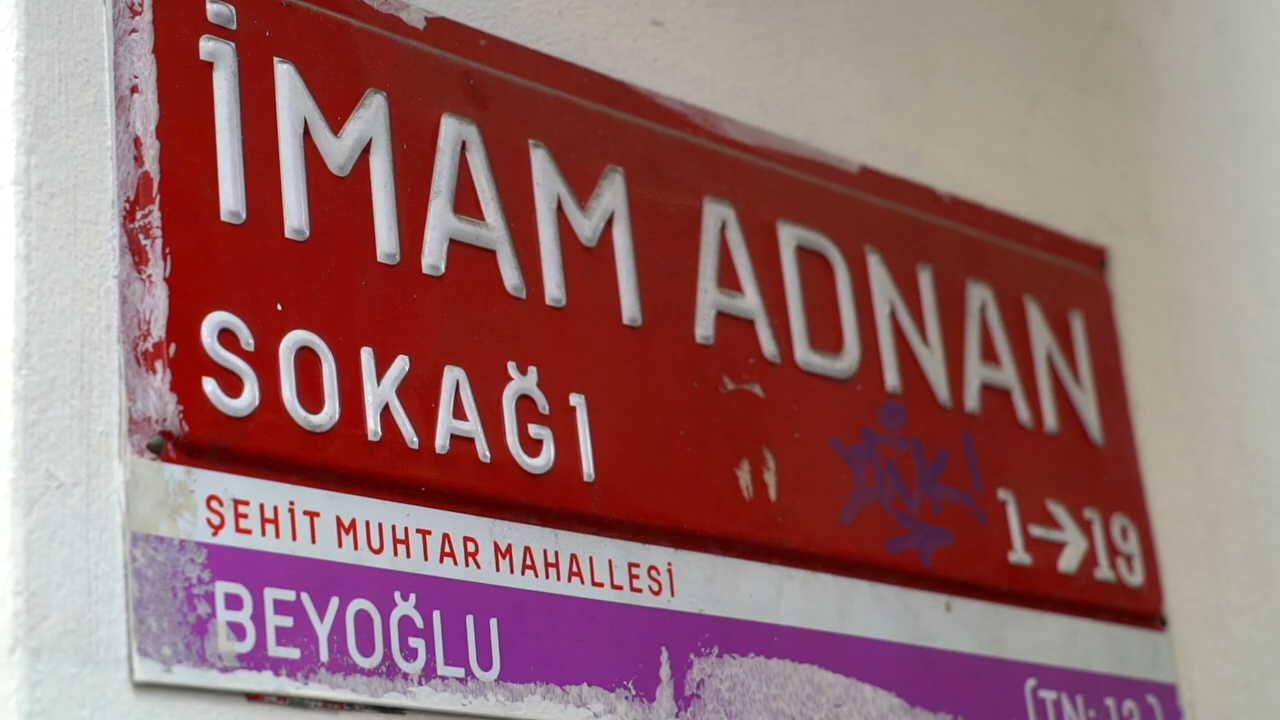 İMAM ADNAN
SOKAĞI
1→19
ŞEHİT MUHTAR MAHALLESİ
BEYOĞLU